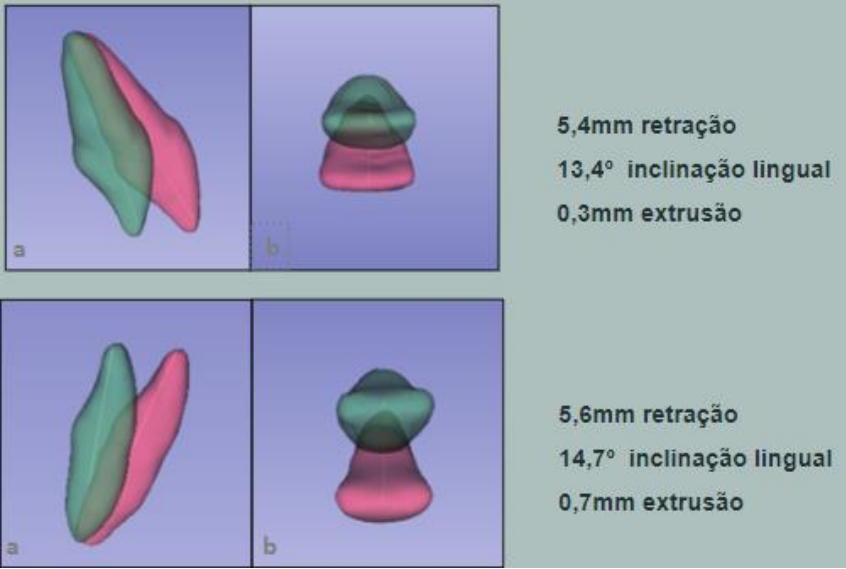 a
b
5,4mm retração
13,4º inclinação lingual
0,3mm extrusão
a
b
5,6mm retração
14,7º inclinação lingual
0,7mm extrusão